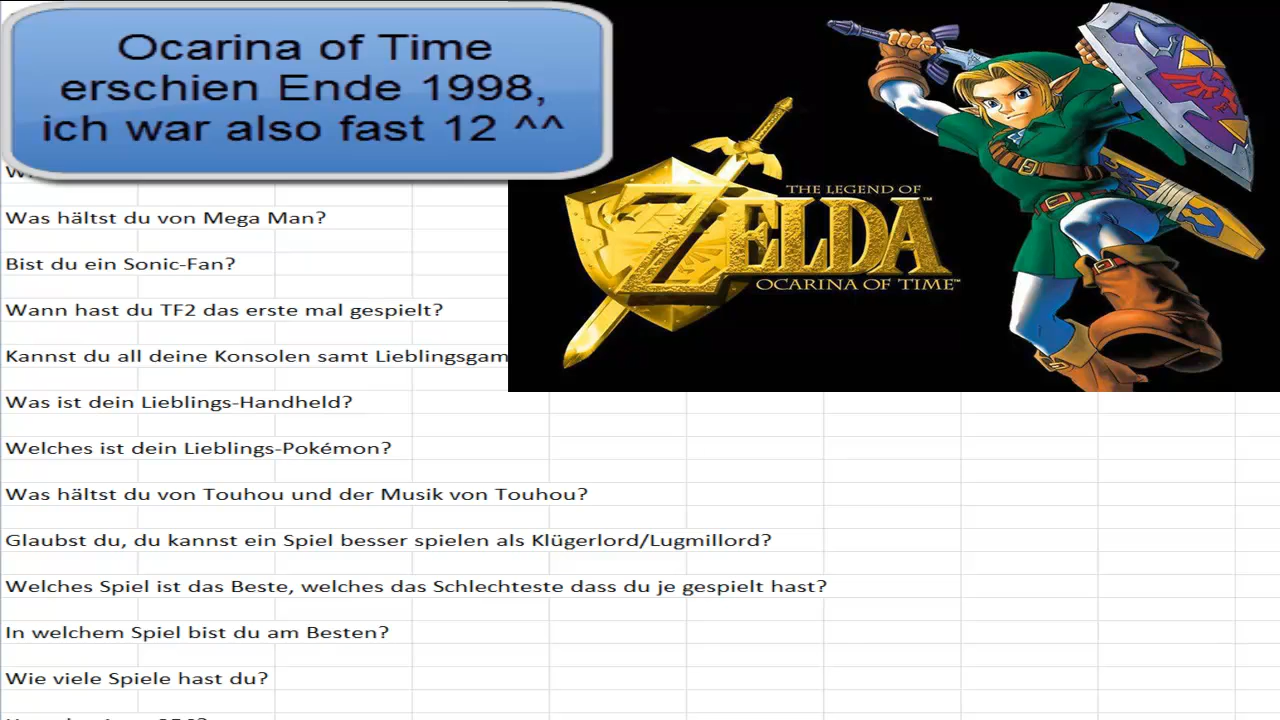 Ocarina of Time
erschien Ende 1998,
ich war also fast 12 ^^
THE LEGEND OF
ZELDA™
OCARINA OF TIME™
Was hältst du von Mega Man?
Bist du ein Sonic-Fan?
Wann hast du TF2 das erste mal gespielt?
Kannst du all deine Konsolen samt Lieblingsgam
Was ist dein Lieblings-Handheld?
Welches ist dein Lieblings-Pokémon?
Was hältst du von Touhou und der Musik von Touhou?
Glaubst du, du kannst ein Spiel besser spielen als Klügerlord/Lugmillord?
Welches Spiel ist das Beste, welches das Schlechteste dass du je gespielt hast?
In welchem Spiel bist du am Besten?
Wie viele Spiele hast du?